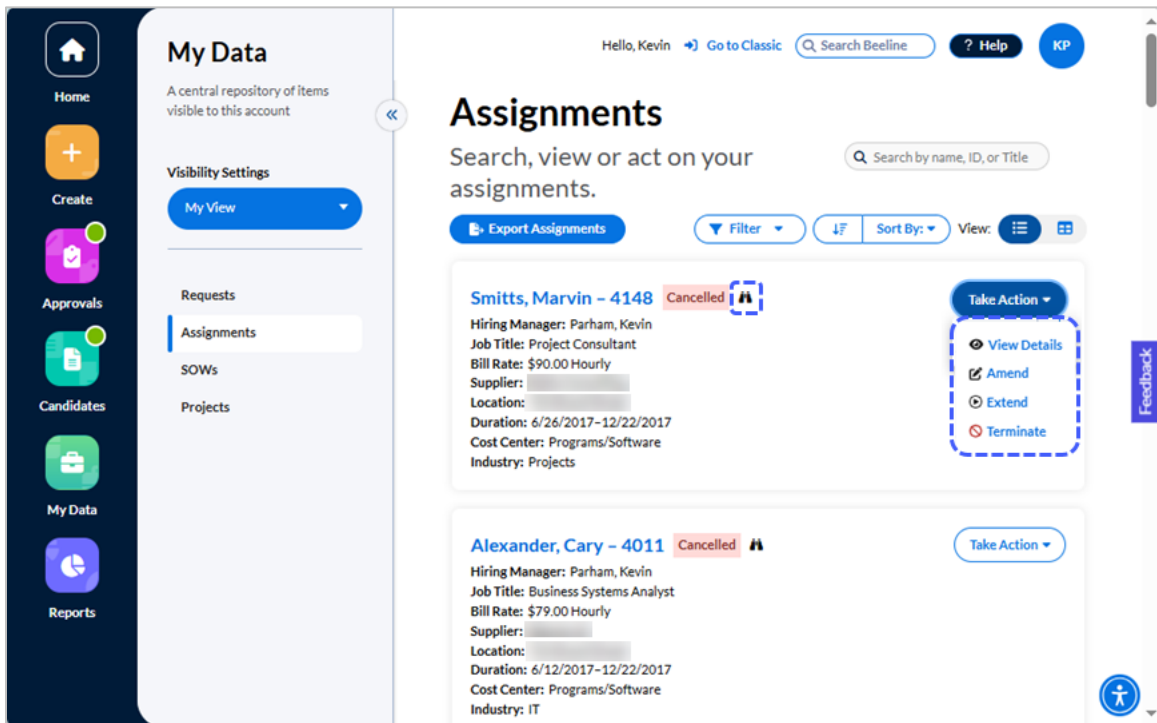 Home
Create
Approvals
Candidates
My Data
Reports
My Data
A central repository of items
visible to this account
Visibility Settings
My View
Requests
Assignments
SOWs
Projects
Hello, Kevin Go to Classic Search Beeline ? Help KP
Assignments
Search, view or act on your
assignments.
Search by name, ID, or Title
Export Assignments Filter Sort By: View:
Smitts, Marvin – 4148 Cancelled Take Action
Hiring Manager: Parham, Kevin
Job Title: Project Consultant
Bill Rate: $90.00 Hourly
Supplier:
Location:
Duration: 6/26/2017–12/22/2017
Cost Center: Programs/Software
Industry: Projects
View Details
Amend
Extend
Terminate
Alexander, Cary – 4011 Cancelled Take Action
Hiring Manager: Parham, Kevin
Job Title: Business Systems Analyst
Bill Rate: $79.00 Hourly
Supplier:
Location:
Duration: 6/12/2017–12/22/2017
Cost Center: Programs/Software
Industry: IT
Feedback